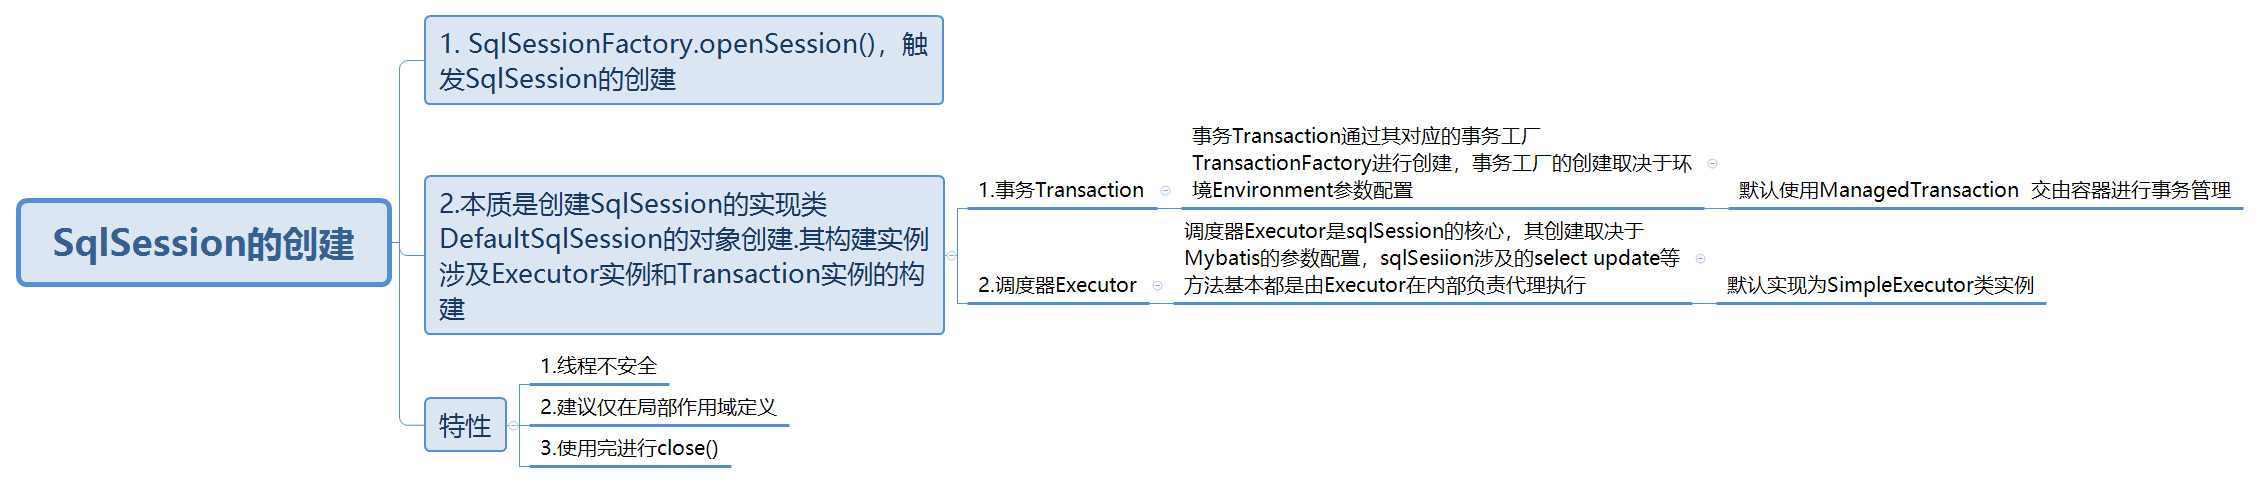 SqlSession的创建
1. SqlSessionFactory.openSession()，触
发SqlSession的创建
2.本质是创建SqlSession的实现类
DefaultSqlSession的对象创建.其构建实例
涉及Executor实例和Transaction实例的构
建
1.事务Transaction
事务Transaction通过其对应的事务工厂
TransactionFactory进行创建，事务工厂的创建取决于环
境Environment参数配置
默认使用ManagedTransaction 交由容器进行事务管理
2.调度器Executor
调度器Executor是sqlSession的核心，其创建取决于
Mybatis的参数配置，sqlSesiion涉及的select update等
方法基本都是由Executor在内部负责代理执行
默认实现为SimpleExecutor类实例
特性
1.线程不安全
2.建议仅在局部作用域定义
3.使用完进行close()